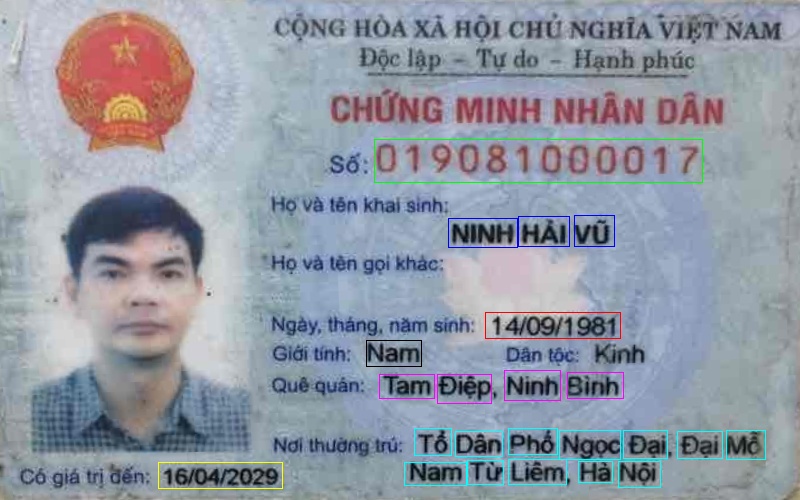 CỘNG HÒA XÃ HỘI CHỦ NGHĨA VIỆT NAM
Độc lập - Tự do - Hạnh phúc
CHỨNG MINH NHÂN DÂN
Số: 019081000017
Họ và tên khai sinh:
NINH HẢI VŨ
Họ và tên gọi khác:
Ngày, tháng, năm sinh: 14/09/1981
Giới tính: Nam Dân tộc: Kinh
Quê quán: Tam Điệp, Ninh Bình
Nơi thường trú: Tổ Dân Phố Ngọc Đại, Đại Mỗ
Nam Từ Liêm, Hà Nội
Có giá trị đến: 16/04/2029